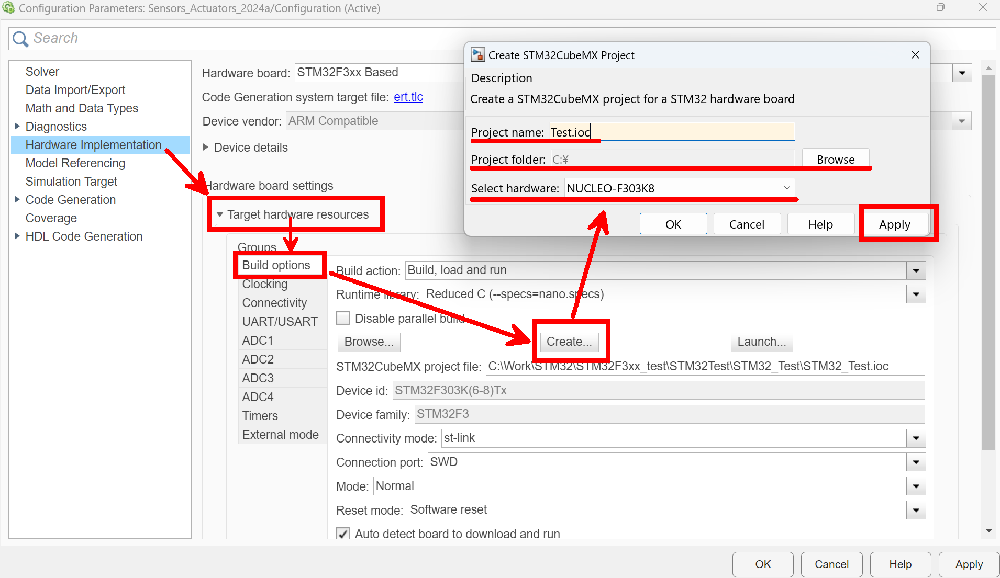 Configuration Parameters: Sensors_Actuators_2024a/Configuration (Active)
Search
Solver
Data Import/Export
Math and Data Types
Diagnostics
Hardware Implementation
Model Referencing
Simulation Target
Code Generation
Coverage
HDL Code Generation
Hardware board: STM32F3xx Based
Code Generation system target file: ert.tlc
Device vendor: ARM Compatible
Device details
Hardware board settings
Target hardware resources
Groups
Build options
Clocking
Connectivity
UART/USART
ADC1
ADC2
ADC3
ADC4
Timers
External mode
Build action: Build, load and run
Runtime library: Reduced C (--specs=nano.specs)
Disable parallel build
Browse... Create... Launch...
STM32CubeMX project file: C:\Work\STM32\STM32F3xx_test\STM32Test\STM32_Test\STM32_Test.ioc
Device id: STM32F303K(6-8)Tx
Device family: STM32F3
Connectivity mode: st-link
Connection port: SWD
Mode: Normal
Reset mode: Software reset
Auto detect board to download and run
Create STM32CubeMX Project
Description
Create a STM32CubeMX project for a STM32 hardware board
Project name: Test.ioc
Project folder: C:¥ Browse
Select hardware: NUCLEO-F303K8
OK Cancel Help Apply
OK Cancel Help Apply